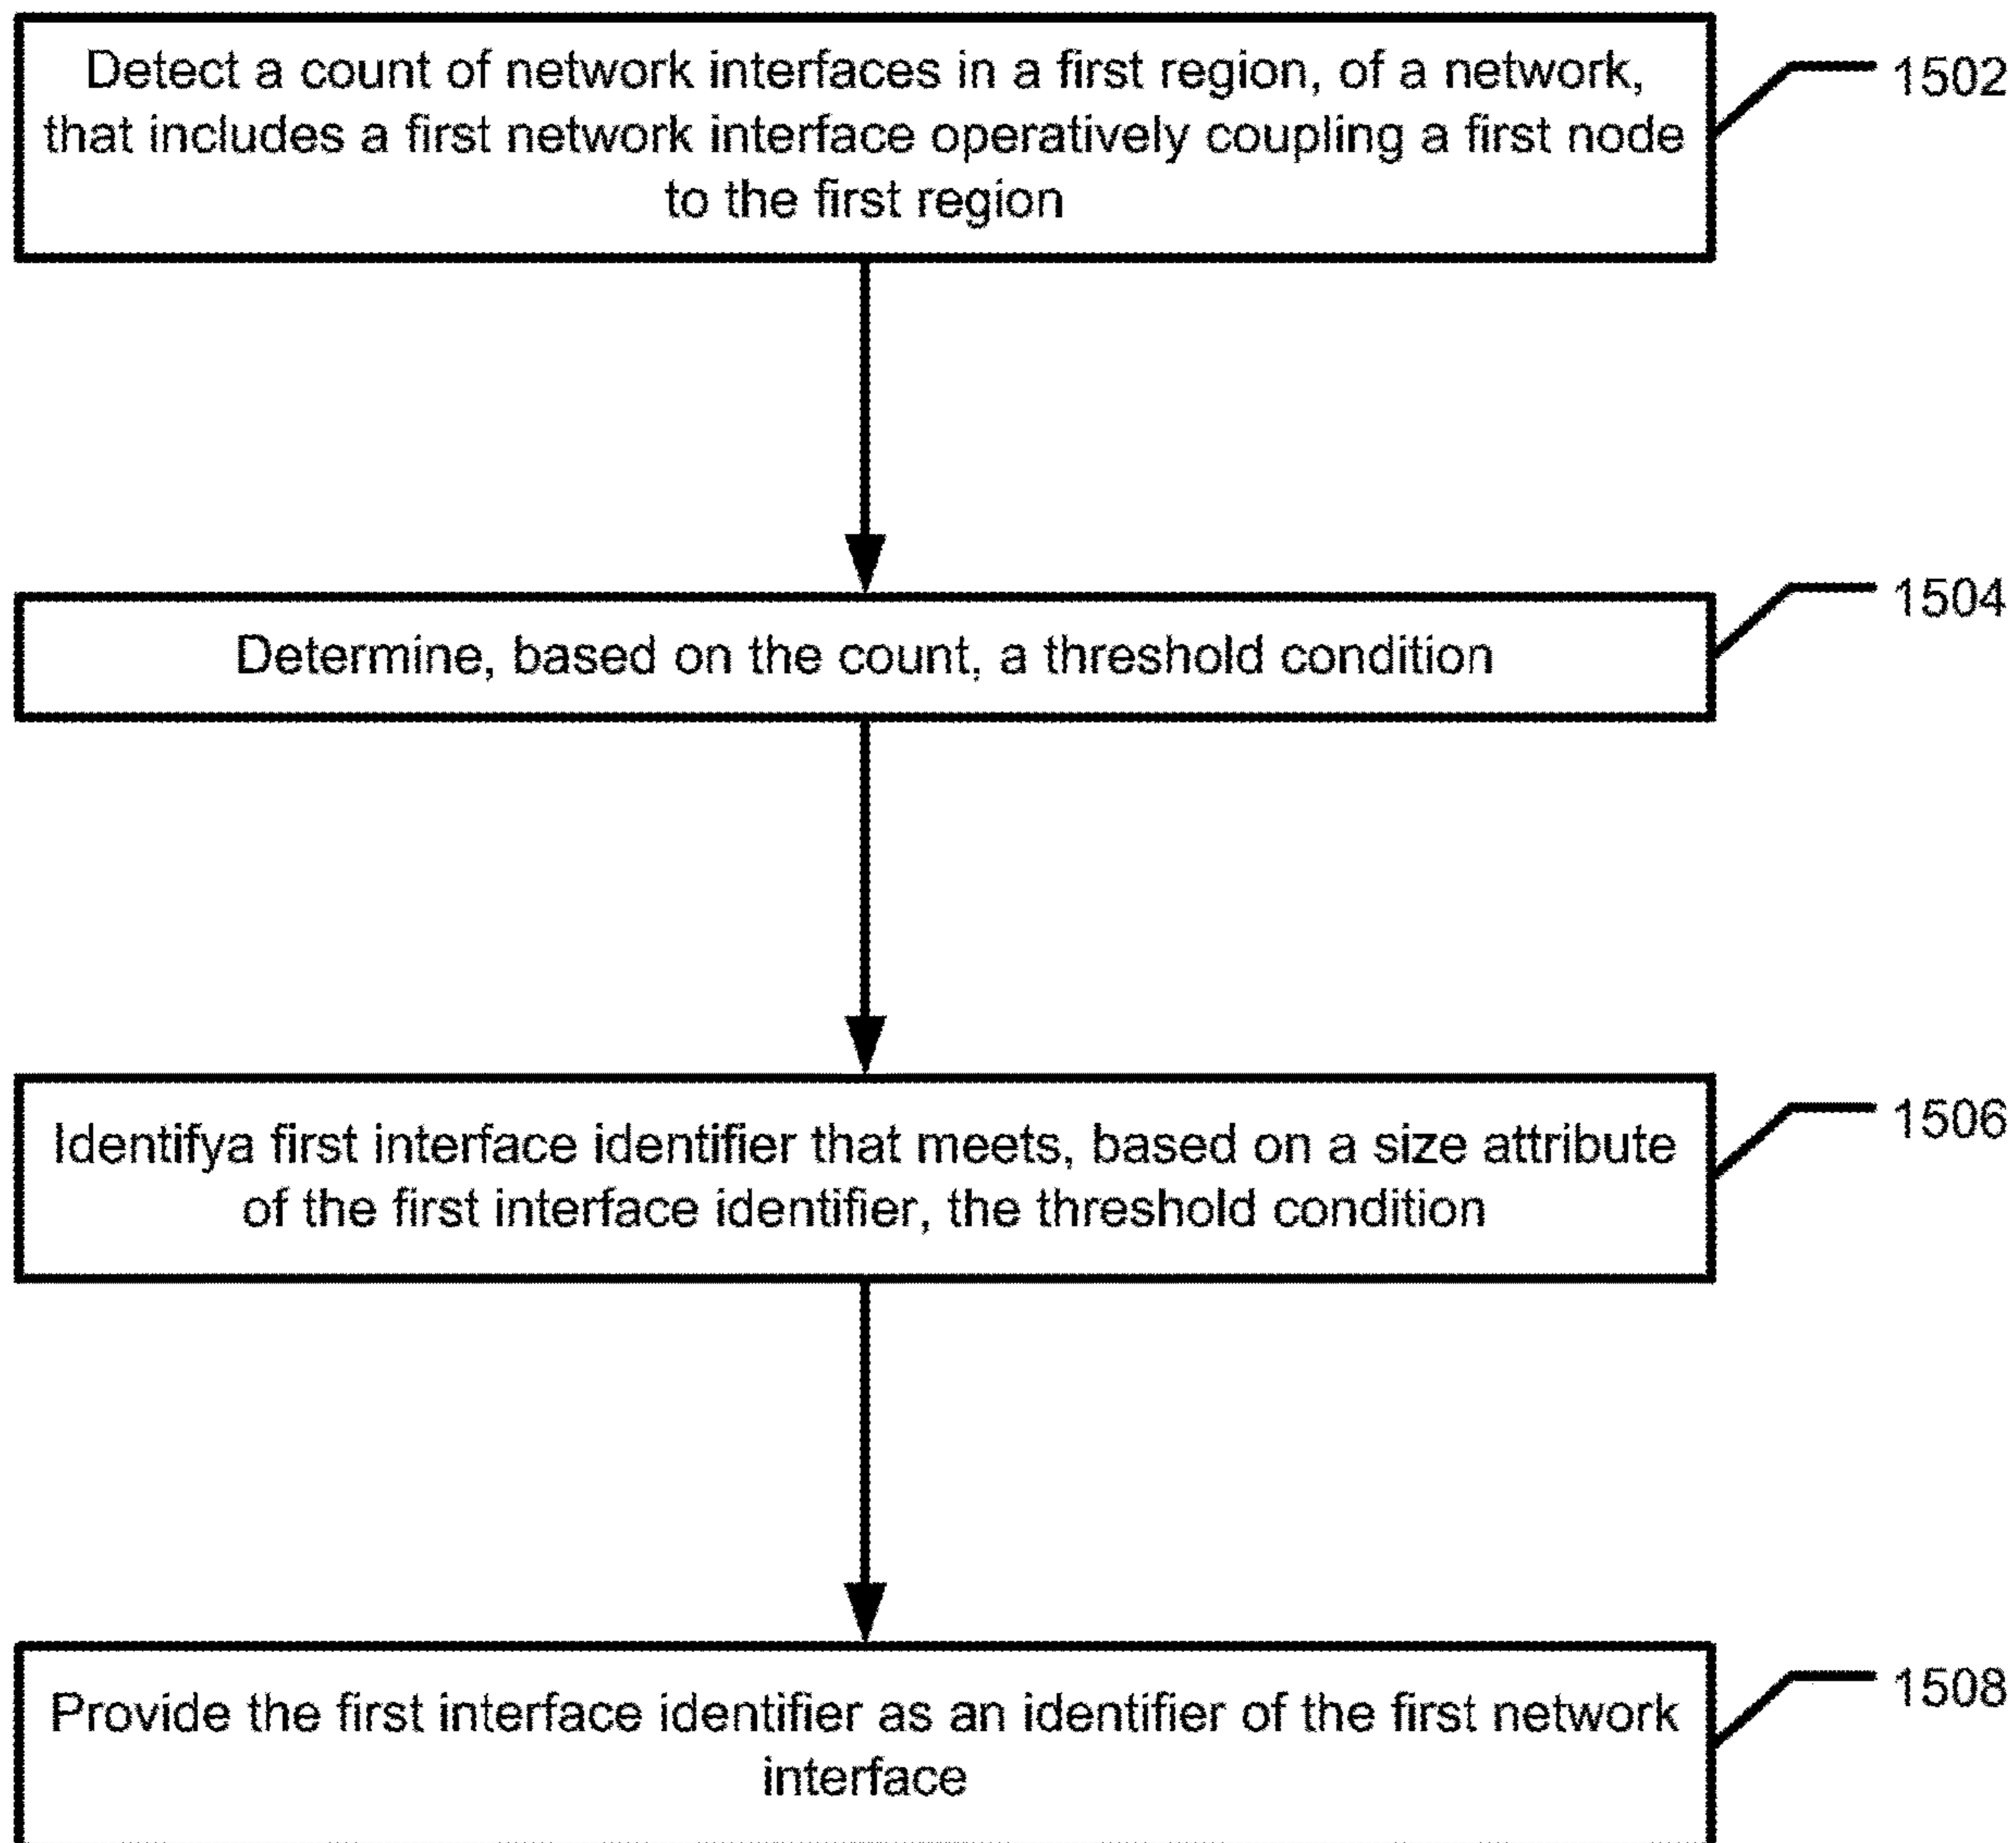 Detect a count of network interfaces in a first region, of a network,
that includes a first network interface operatively coupling a first node
to the first region
1502
Determine, based on the count, a threshold condition
1504
Identifya first interface identifier that meets, based on a size attribute
of the first interface identifier, the threshold condition
1506
Provide the first interface identifier as an identifier of the first network
interface
1508